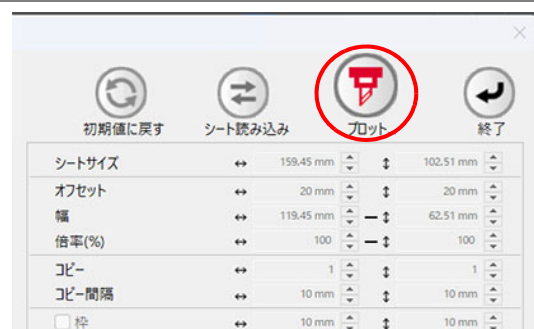 初期値に戻す シート読み込み プロット 終了
シートサイズ ↔ 159.45 mm ↕ 102.51 mm
オフセット ↔ 20 mm ↕ 20 mm
幅 ↔ 119.45 mm ↕ 62.51 mm
倍率(%) ↔ 100 ↕ 100
コピー ↔ 1 ↕ 1
コピー間隔 ↔ 10 mm ↕ 10 mm
枠 ↔ 10 mm ↕ 10 mm